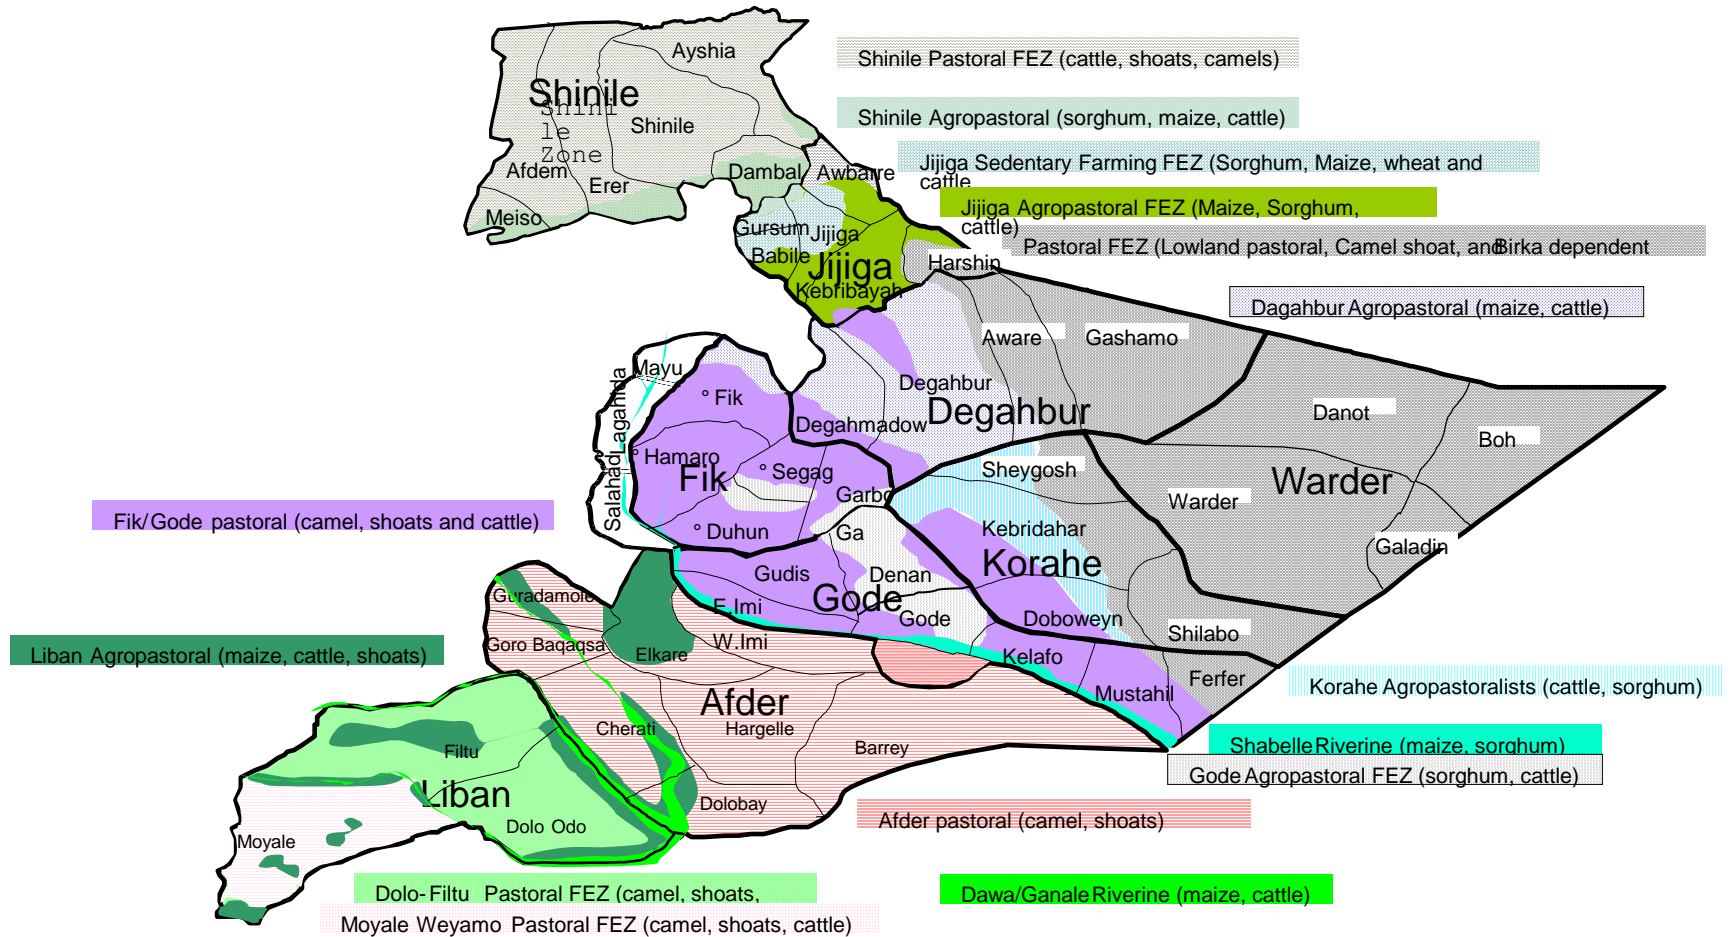 Ayshia
Shinile Pastoral FEZ (cattle, shoats, camels)
Shinile
Shini
le
Zone
Shinile
Shinile Agropastoral (sorghum, maize, cattle)
Afdem
Erer
Dambal
Awbarre
Jijiga Sedentary Farming FEZ (Sorghum, Maize, wheat and
cattle
Meiso
Jijiga Agropastoral FEZ (Maize, Sorghum,
cattle)
Gursum
Jijiga
Babile
Jijiga
Kebribayah
Harshin
Pastoral FEZ (Lowland pastoral, Camel shoat, and Birka dependent
Dagahbur Agropastoral (maize, cattle)
Aware
Gashamo
Mayu
Lagahida
Salahad
Fik
Degahbur
Degahbur
Degahmadow
Danot
Boh
Hamaro
Fik
Segag
Garbo
Sheygosh
Warder
Warder
Fik/Gode pastoral (camel, shoats and cattle)
Duhun
Ga
Kebridahar
Korahe
Galadin
Guradamole
Gudis
Denan
Gode
E.Imi
Gode
Doboweyn
Shilabo
Goro Baqaqsa
Elkare
W.Imi
Kelafo
Liban Agropastoral (maize, cattle, shoats)
Mustahil
Ferfer
Korahe Agropastoralists (cattle, sorghum)
Afder
Cherati
Hargelle
Barrey
Filtu
Shabelle Riverine (maize, sorghum)
Gode Agropastoral FEZ (sorghum, cattle)
Liban
Dolobay
Dolo Odo
Moyale
Afder pastoral (camel, shoats)
Dolo-Filtu Pastoral FEZ (camel, shoats,
Dawa/Ganale Riverine (maize, cattle)
Moyale Weyamo Pastoral FEZ (camel, shoats, cattle)